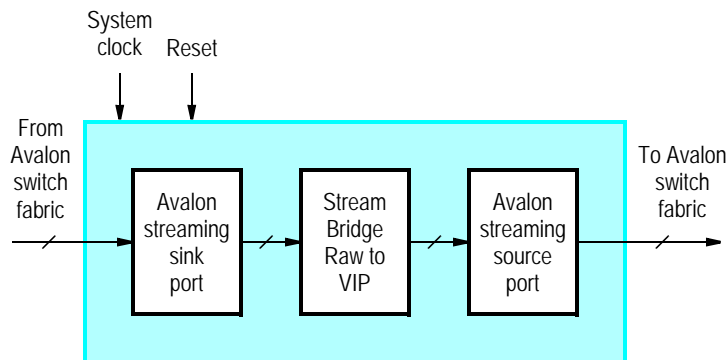 System
clock
Reset
From
Avalon
switch
fabric
Avalon
streaming
sink
port
Stream
Bridge
Raw to
VIP
Avalon
streaming
source
port
To Avalon
switch
fabric